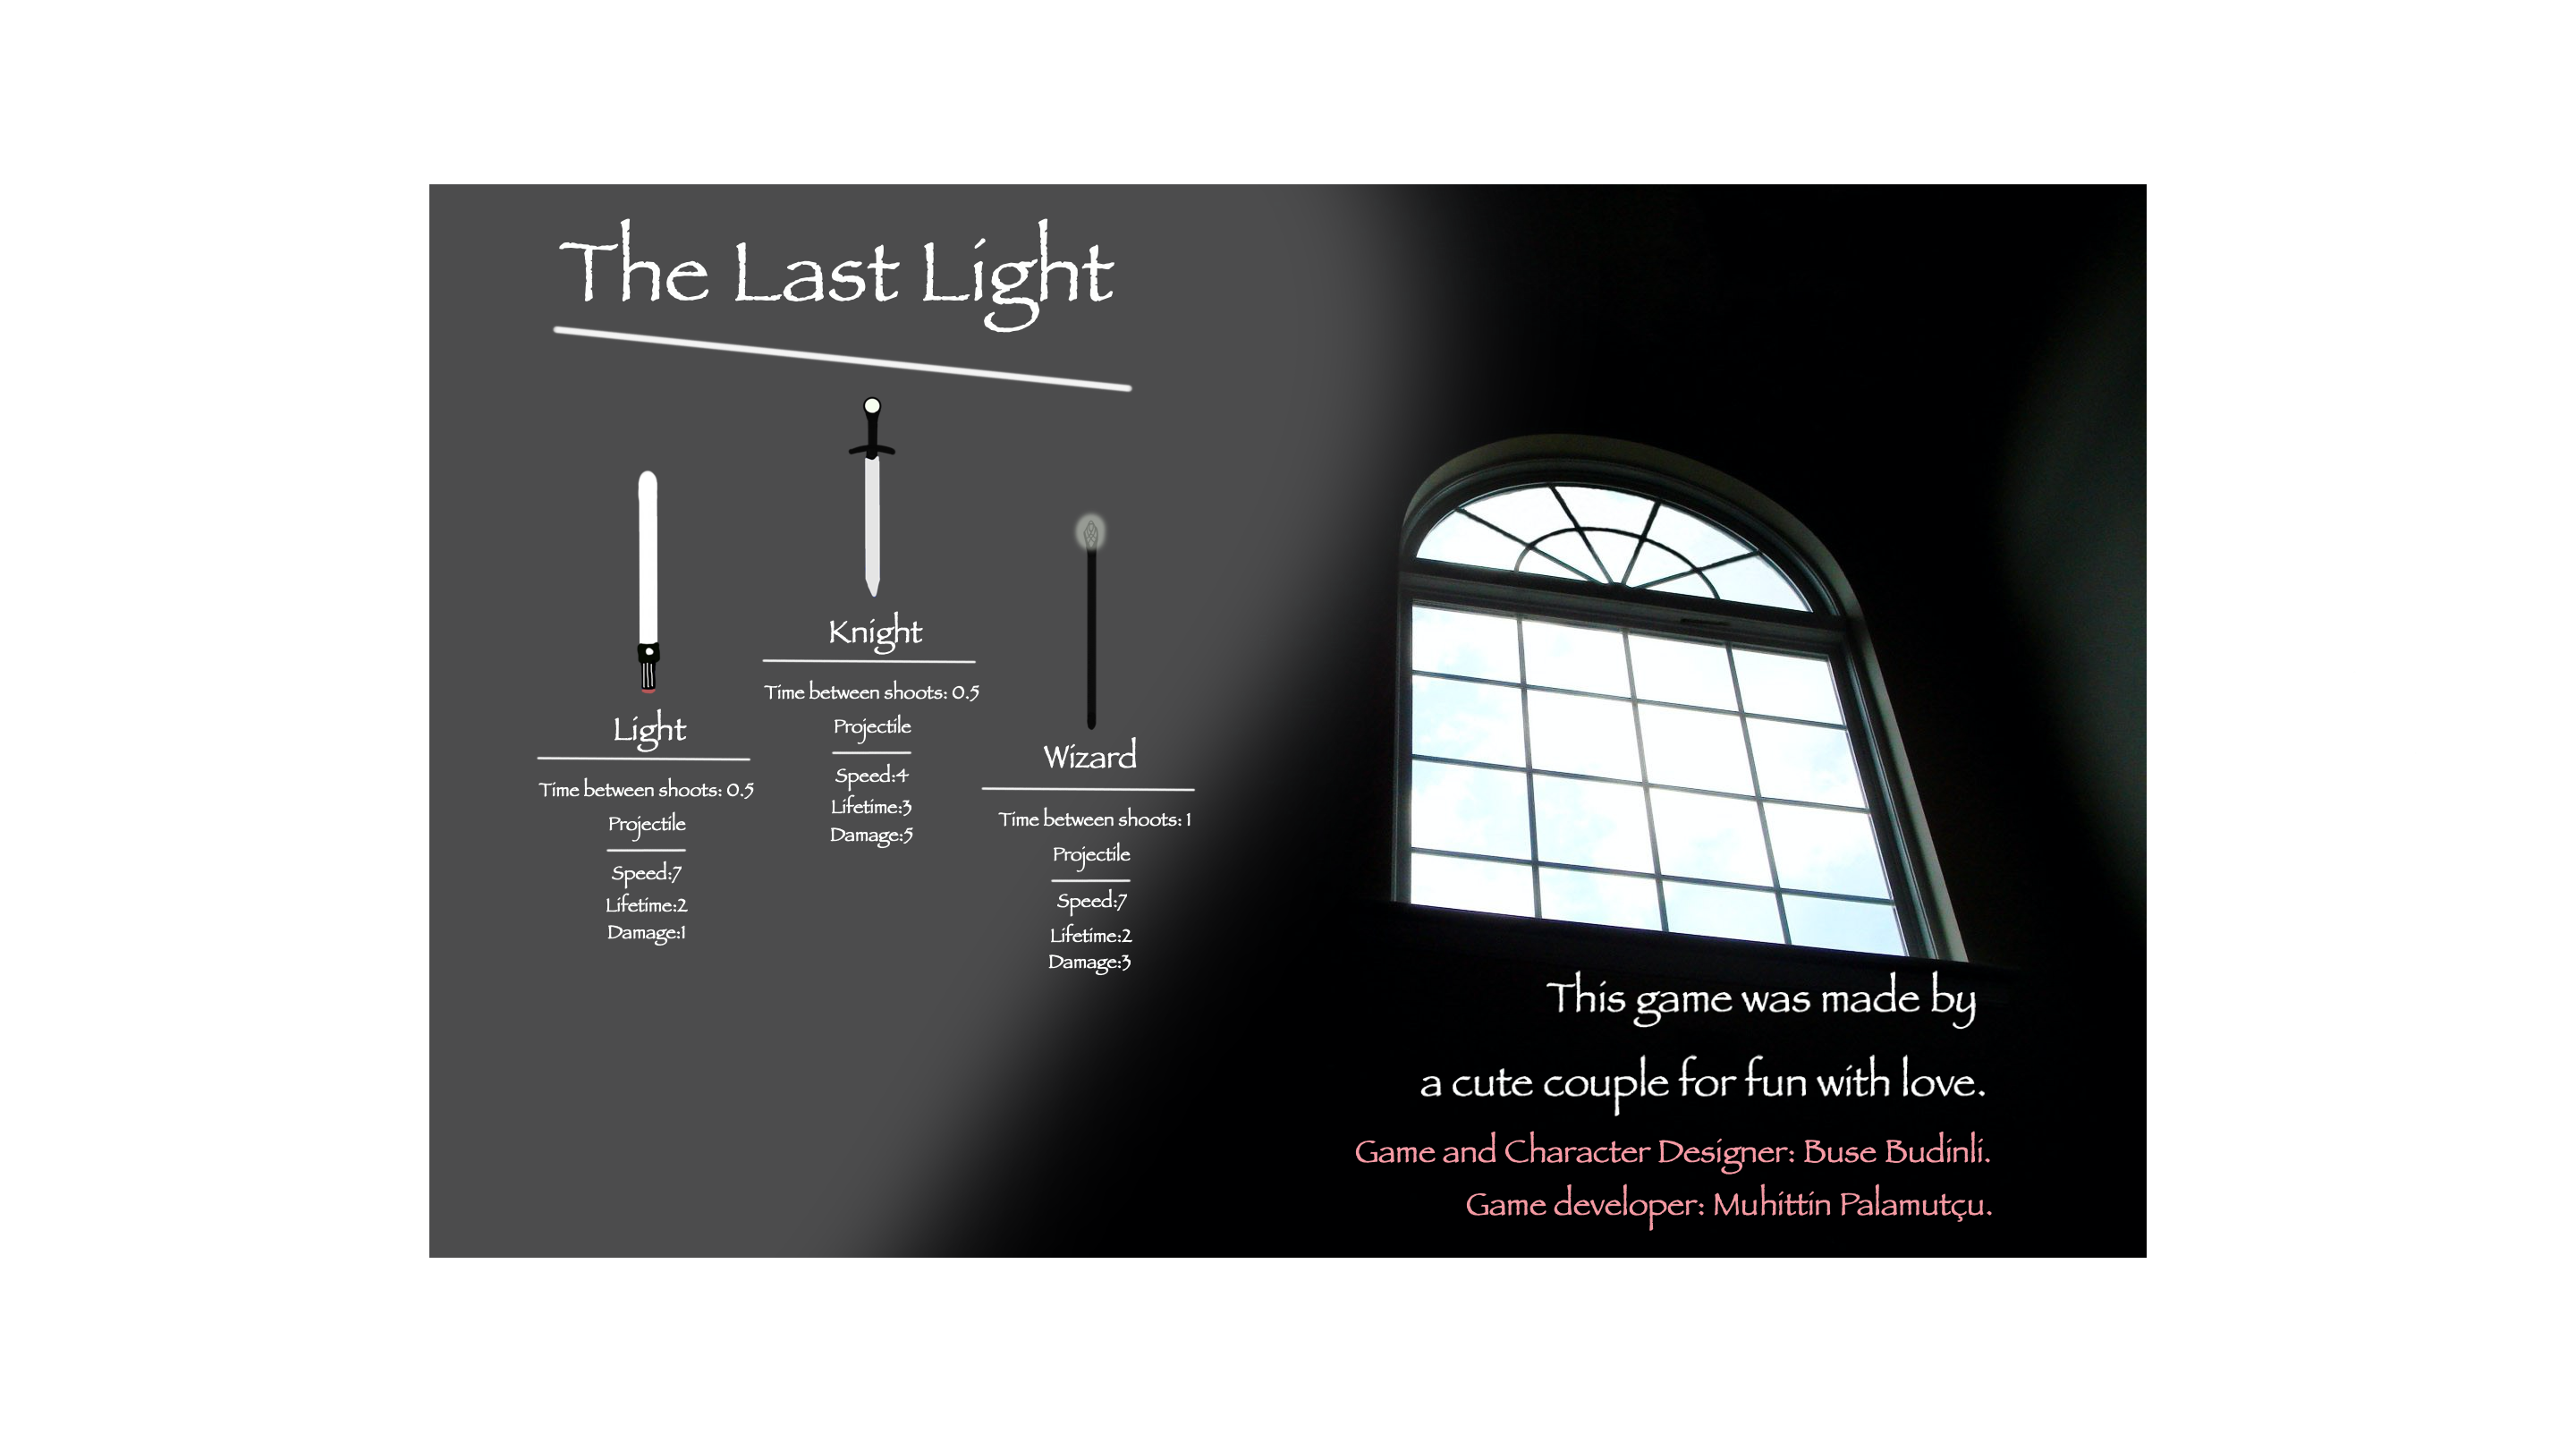 The Last Light
Light
Time between shoots: 0.5
Projectile
Speed:7
Lifetime:2
Damage:1
Knight
Time between shoots: 0.5
Projectile
Speed:4
Lifetime:3
Damage:5
Wizard
Time between shoots: 1
Projectile
Speed:7
Lifetime:2
Damage:3
This game was made by
a cute couple for fun with love.
Game and Character Designer: Buse Budinli.
Game developer: Muhittin Palamutçu.